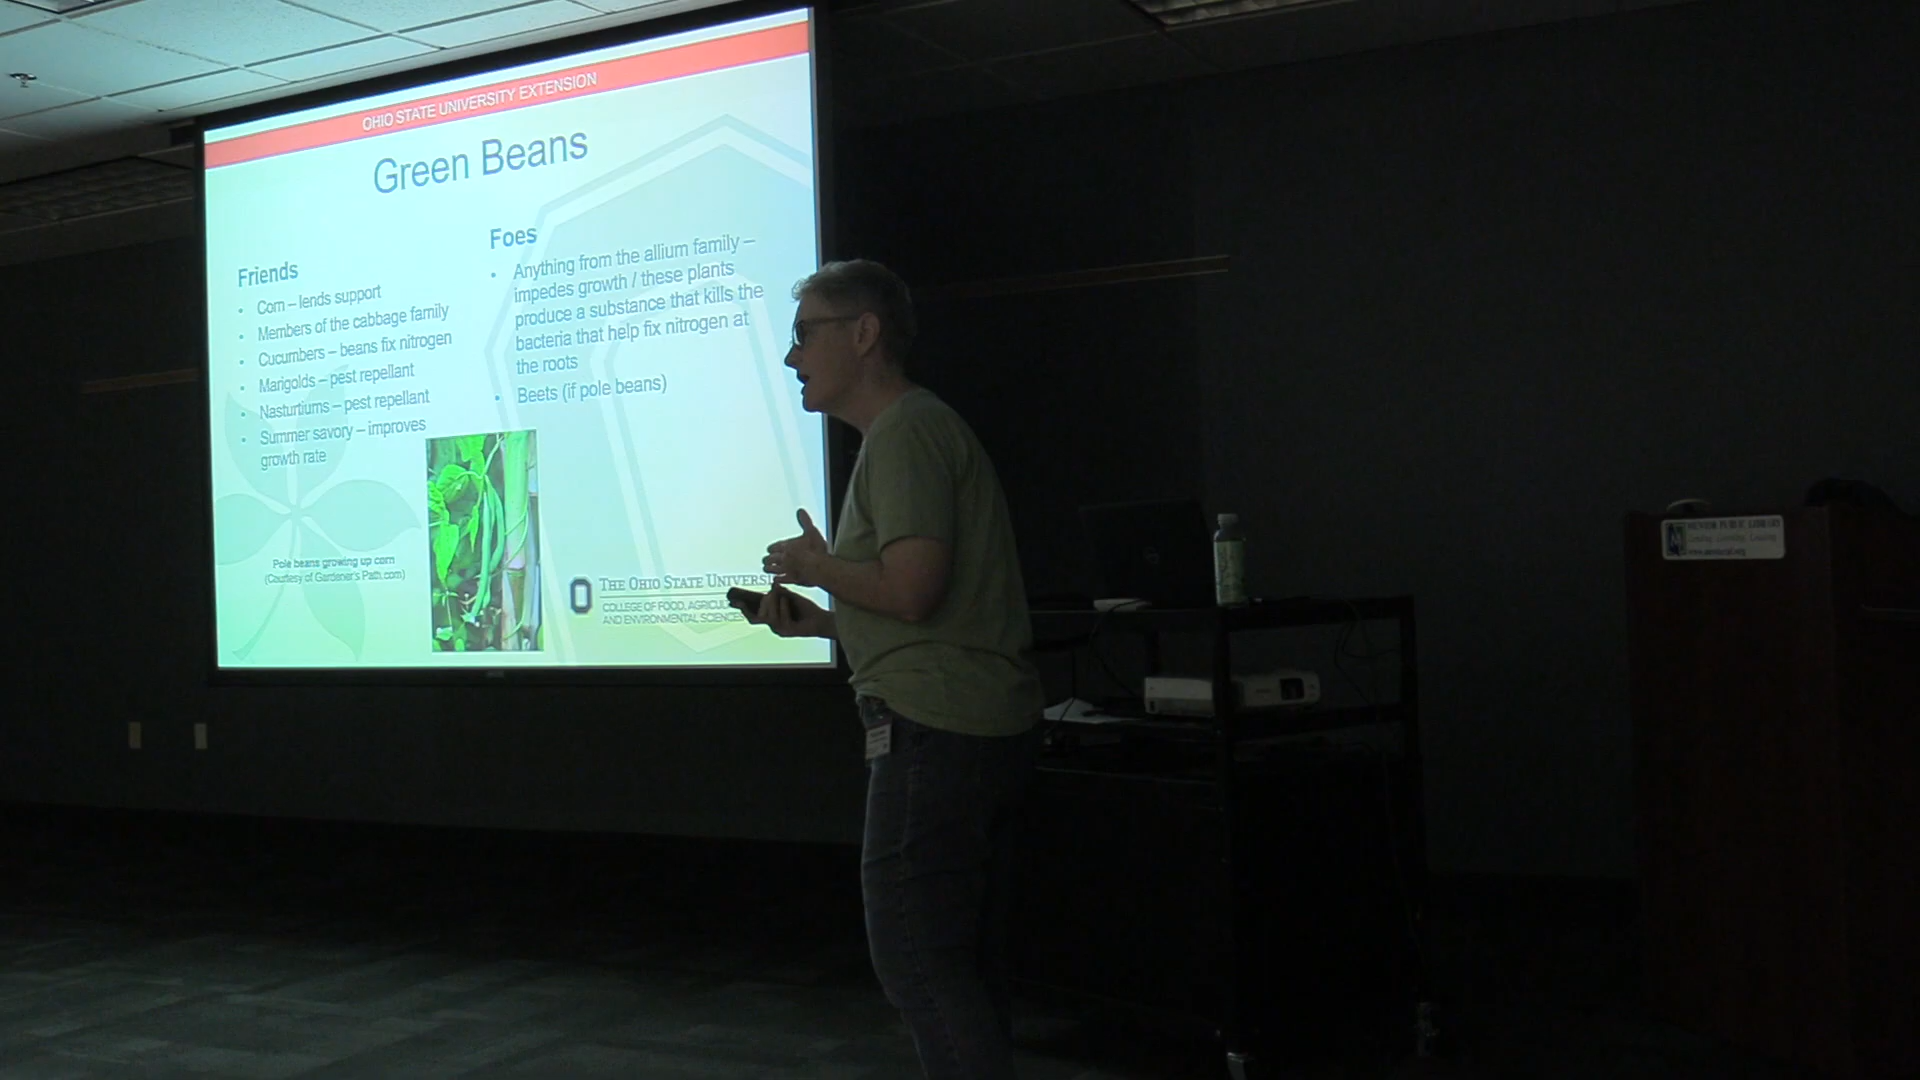 OHIO STATE UNIVERSITY EXTENSION
Green Beans
Friends
• Corn – lends support
• Members of the cabbage family
• Cucumbers – beans fix nitrogen
• Marigolds – pest repellant
• Nasturtiums – pest repellant
• Summer savory – improves
growth rate
Foes
• Anything from the allium family –
impedes growth / these plants
produce a substance that kills the
bacteria that help fix nitrogen at
the roots
• Beets (if pole beans)
Pole beans growing up corn
(Courtesy of Gardener's Path.com)
THE OHIO STATE
COLLEGE OF FOOD,
AND ENVIRONMENTAL SCIENCES
PUBLIC LIBRARY